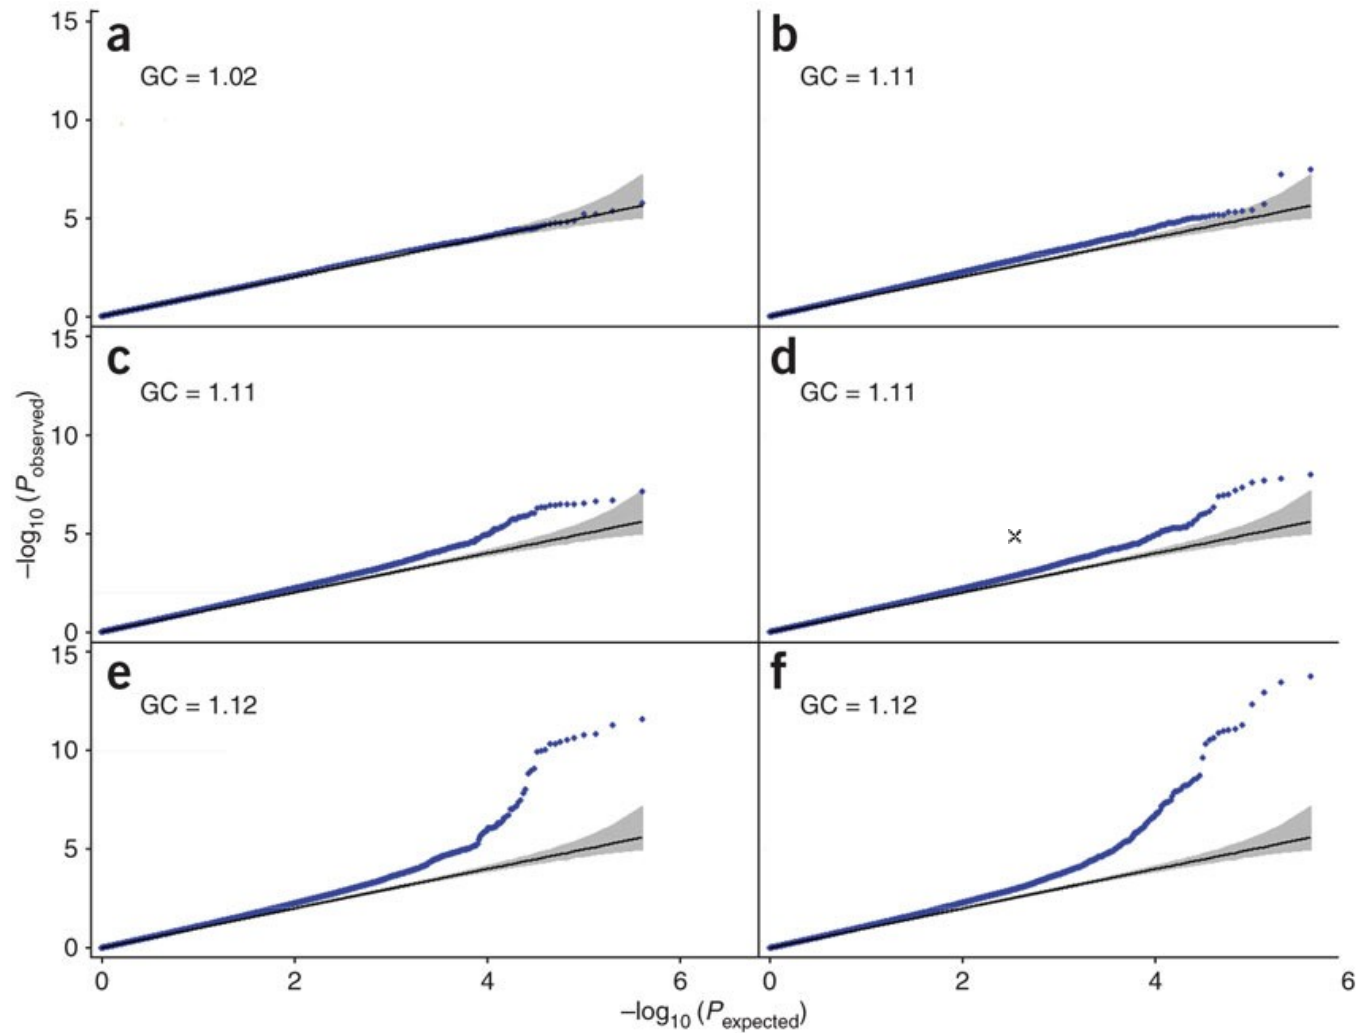 15
a
b
GC = 1.02
GC = 1.11
10
5
0
15
c
d
GC = 1.11
GC = 1.11
10
5
0
–log10 (Pobserved)
15
e
f
GC = 1.12
GC = 1.12
10
5
0
0 2 4 6 0 2 4 6
–log10 (Pexpected)